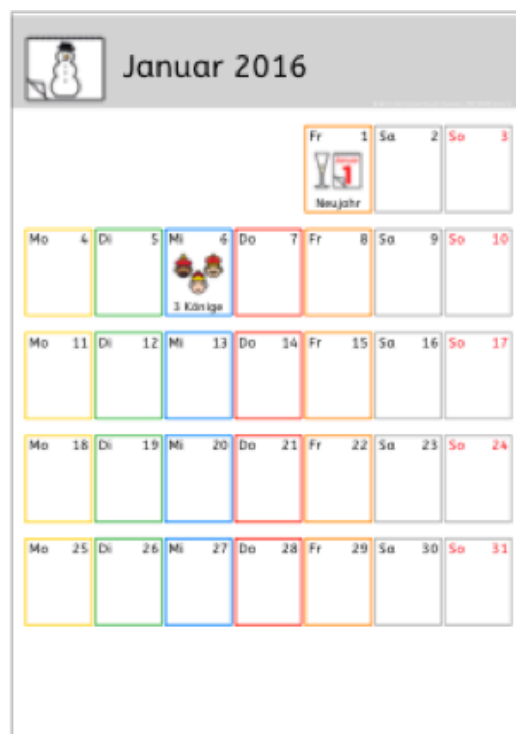 Januar 2016
Fr 1 Sa 2 So 3
1
Neujahr
Mo 4 Di 5 Mi 6 Do 7 Fr 8 Sa 9 So 10
3 Könige
Mo 11 Di 12 Mi 13 Do 14 Fr 15 Sa 16 So 17
Mo 18 Di 19 Mi 20 Do 21 Fr 22 Sa 23 So 24
Mo 25 Di 26 Mi 27 Do 28 Fr 29 Sa 30 So 31